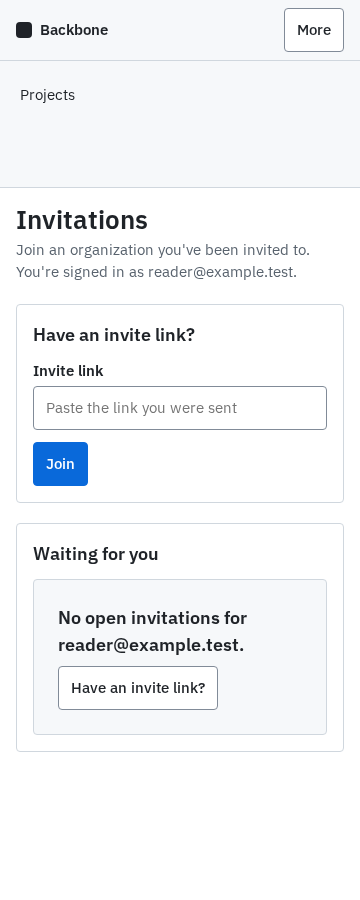 Backbone
More
Projects
Invitations
Join an organization you've been invited to.
You're signed in as reader@example.test.
Have an invite link?
Invite link
Paste the link you were sent
Join
Waiting for you
No open invitations for
reader@example.test.
Have an invite link?